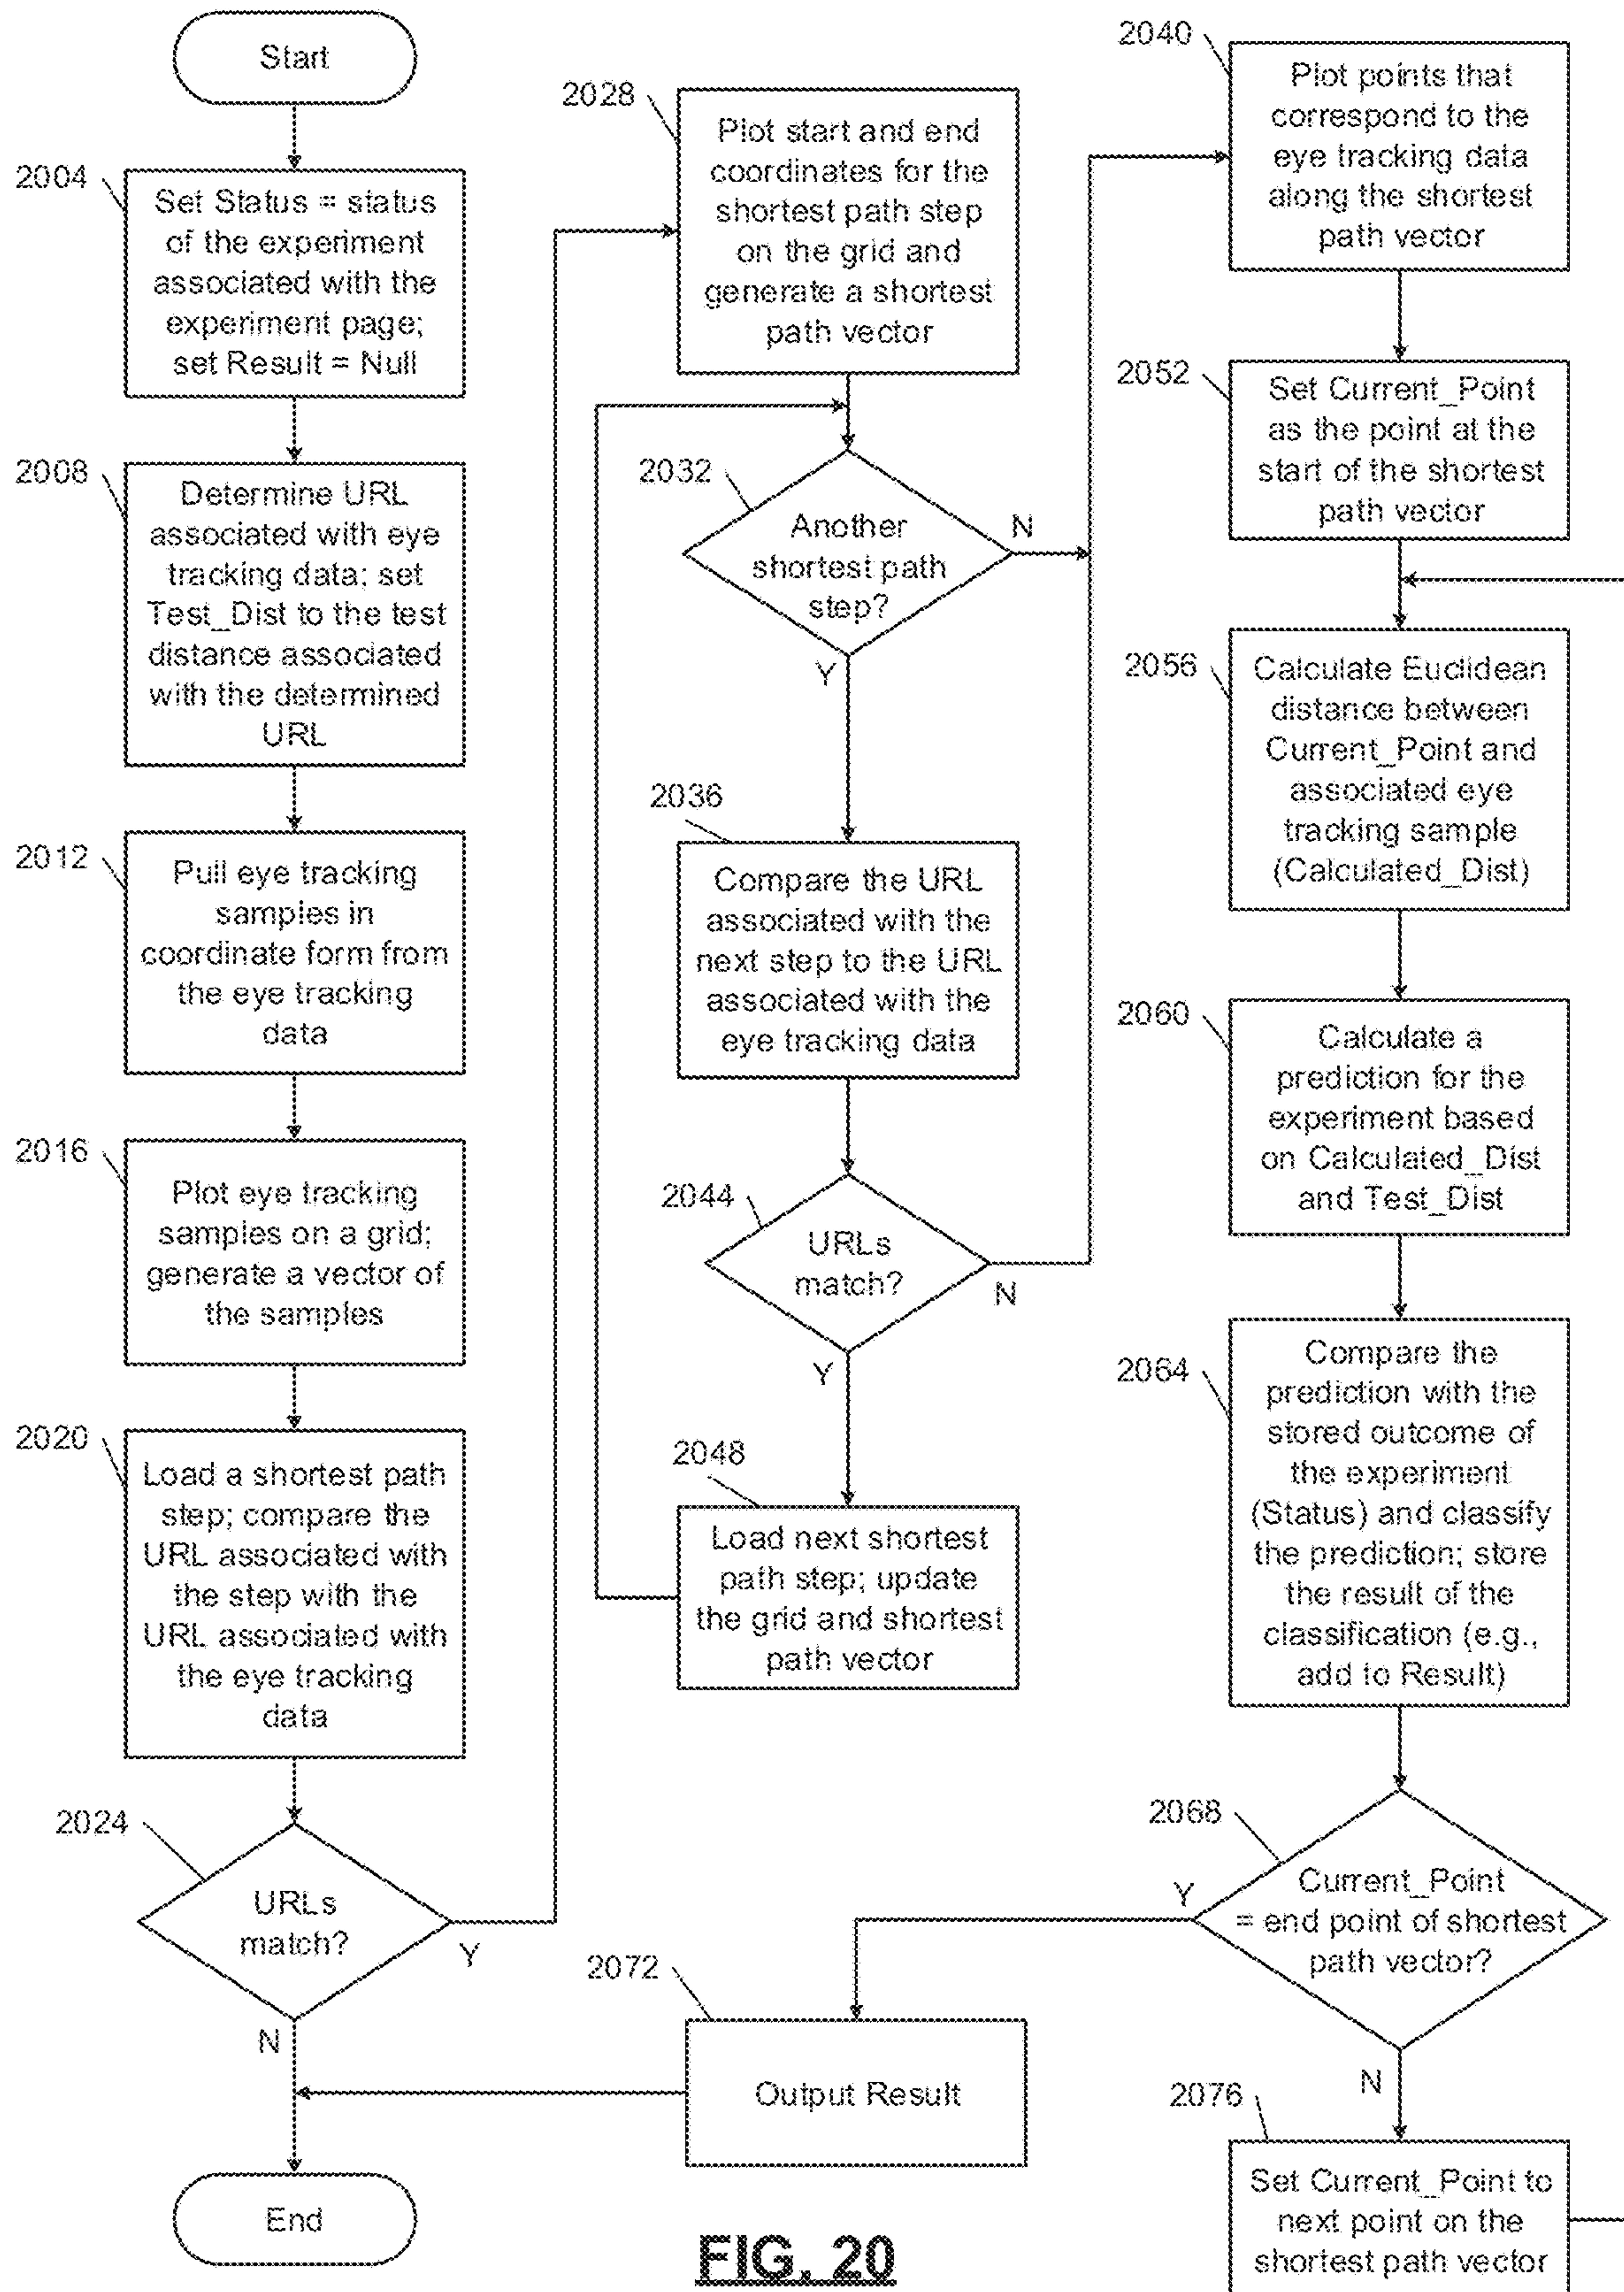 Start
2004
Set Status = status
of the experiment
associated with the
experiment page;
set Result = Null
2008
Determine URL
associated with eye
tracking data; set
Test_Dist to the test
distance associated
with the determined
URL
2012
Pull eye tracking
samples in
coordinate form from
the eye tracking
data
2016
Plot eye tracking
samples on a grid;
generate a vector of
the samples
2020
Load a shortest path
step; compare the
URL associated with
the step with the
URL associated with
the eye tracking
data
2024
URLs
match?
Y
N
End
2028
Plot start and end
coordinates for the
shortest path step
on the grid and
generate a shortest
path vector
2032
Another
shortest path
step?
N
Y
2036
Compare the URL
associated with the
next step to the URL
associated with the
eye tracking data
2044
URLs
match?
N
Y
2048
Load next shortest
path step; update
the grid and shortest
path vector
2072
Output Result
2040
Plot points that
correspond to the
eye tracking data
along the shortest
path vector
2052
Set Current_Point
as the point at the
start of the shortest
path vector
2056
Calculate Euclidean
distance between
Current_Point and
associated eye
tracking sample
(Calculated_Dist)
2060
Calculate a
prediction for the
experiment based
on Calculated_Dist
and Test_Dist
2064
Compare the
prediction with the
stored outcome of
the experiment
(Status) and classify
the prediction; store
the result of the
classification (e.g.,
add to Result)
2068
Current_Point
= end point of shortest
path vector?
Y
N
2076
Set Current_Point to
next point on the
shortest path vector
FIG. 20